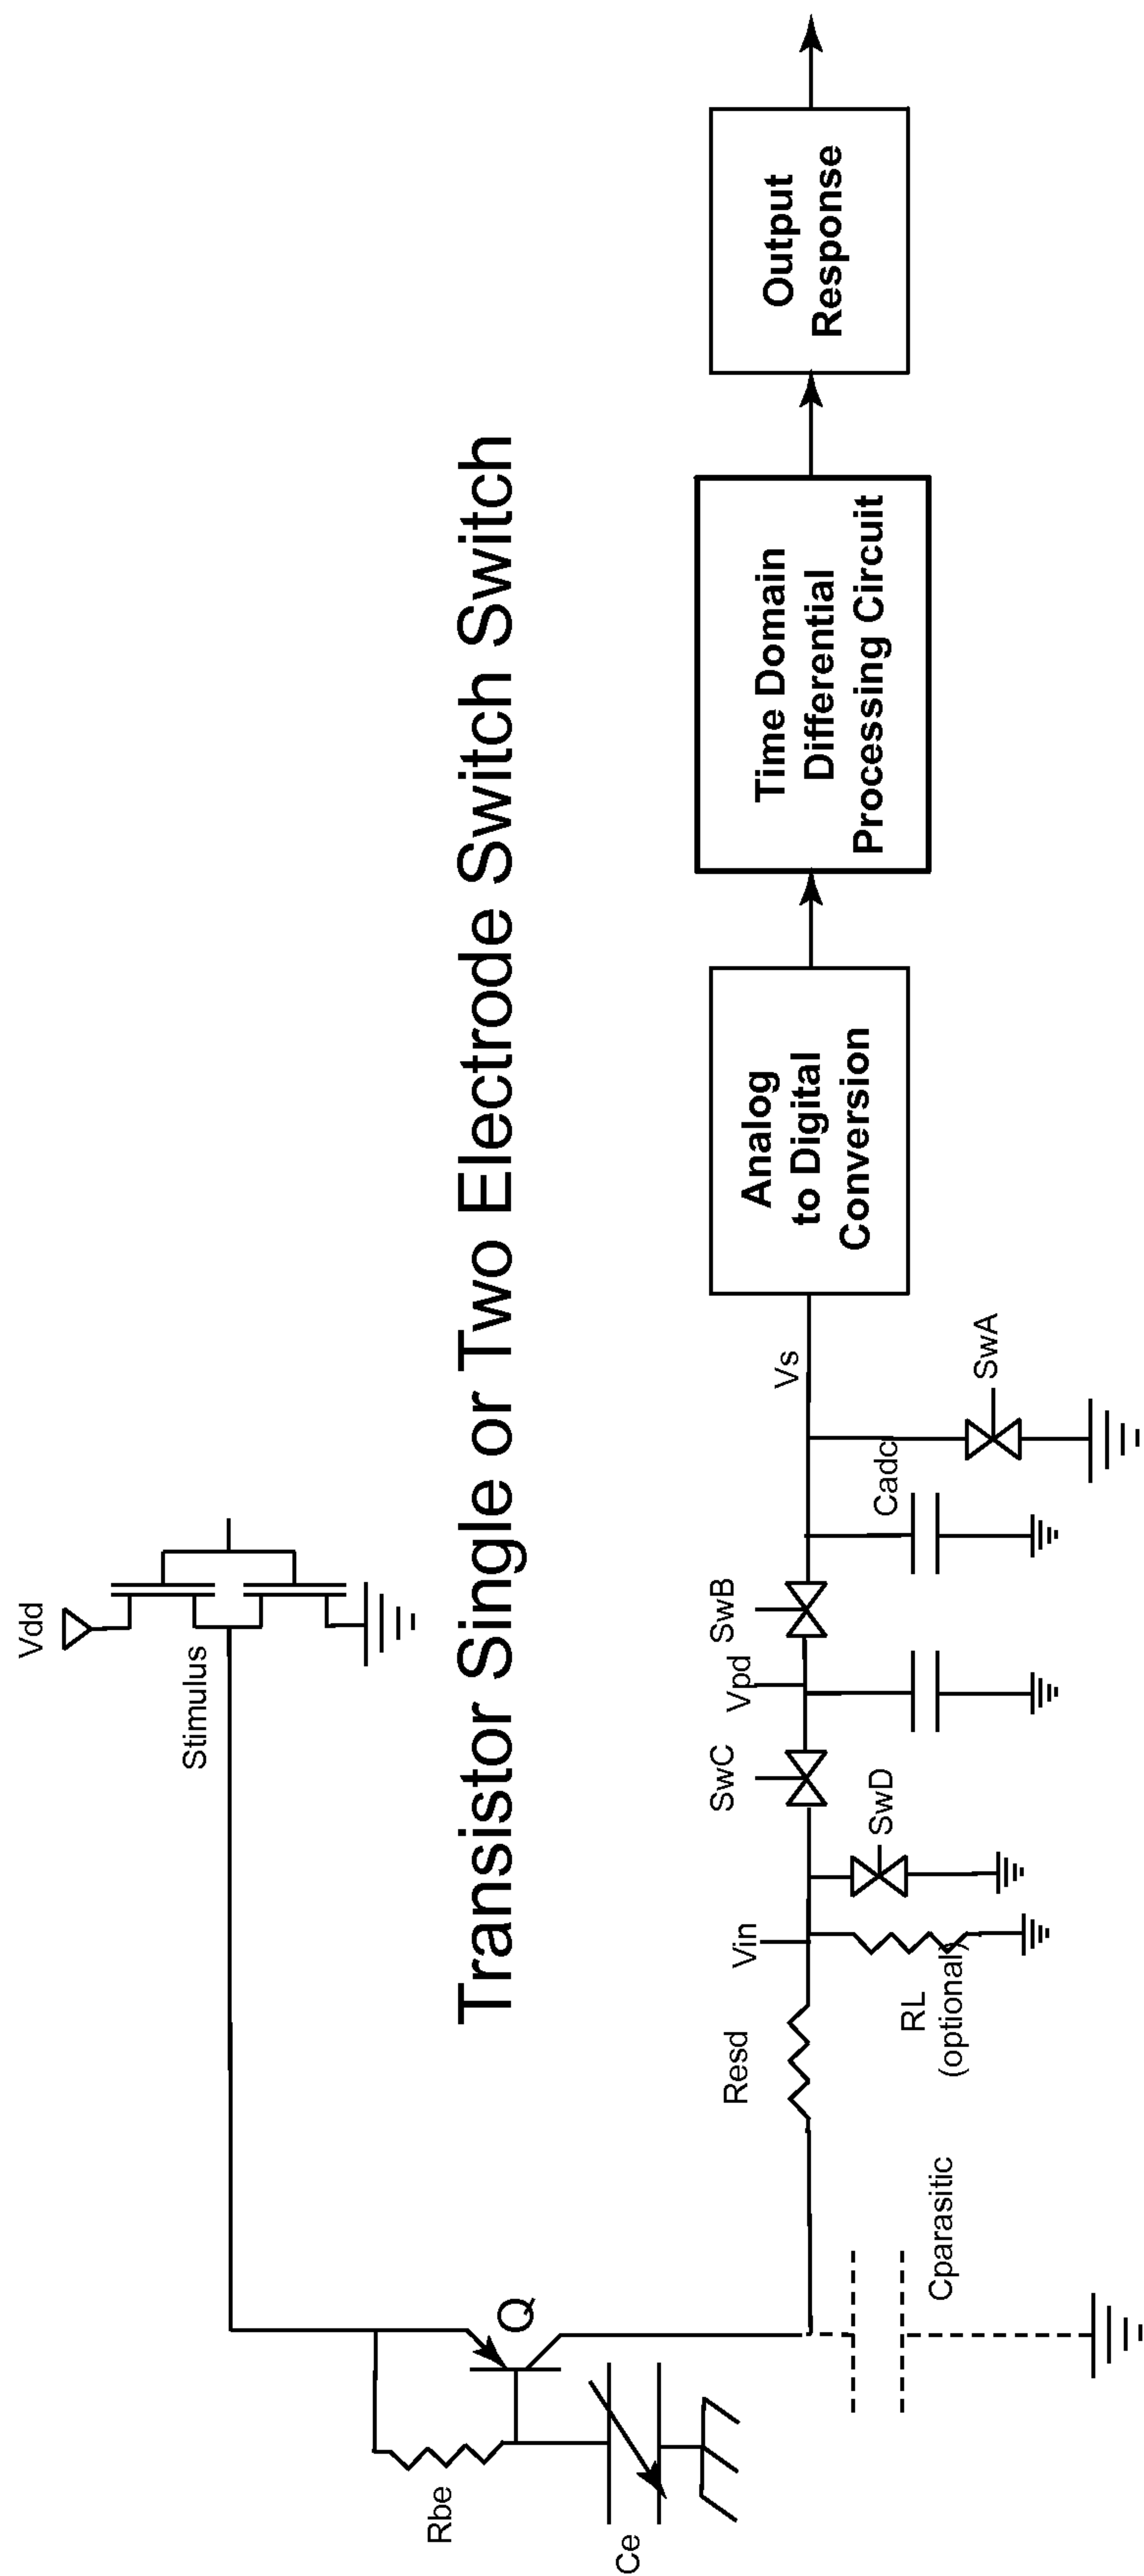 Vdd
Stimulus
Transistor Single or Two Electrode Switch Switch
Rbe
Q
Ce
Cparasitic
Resd
Vin
RL
(optional)
SwD
SwC
Vpd
SwB
Cadc
Vs
SwA
Analog
to Digital
Conversion
Time Domain
Differential
Processing Circuit
Output
Response